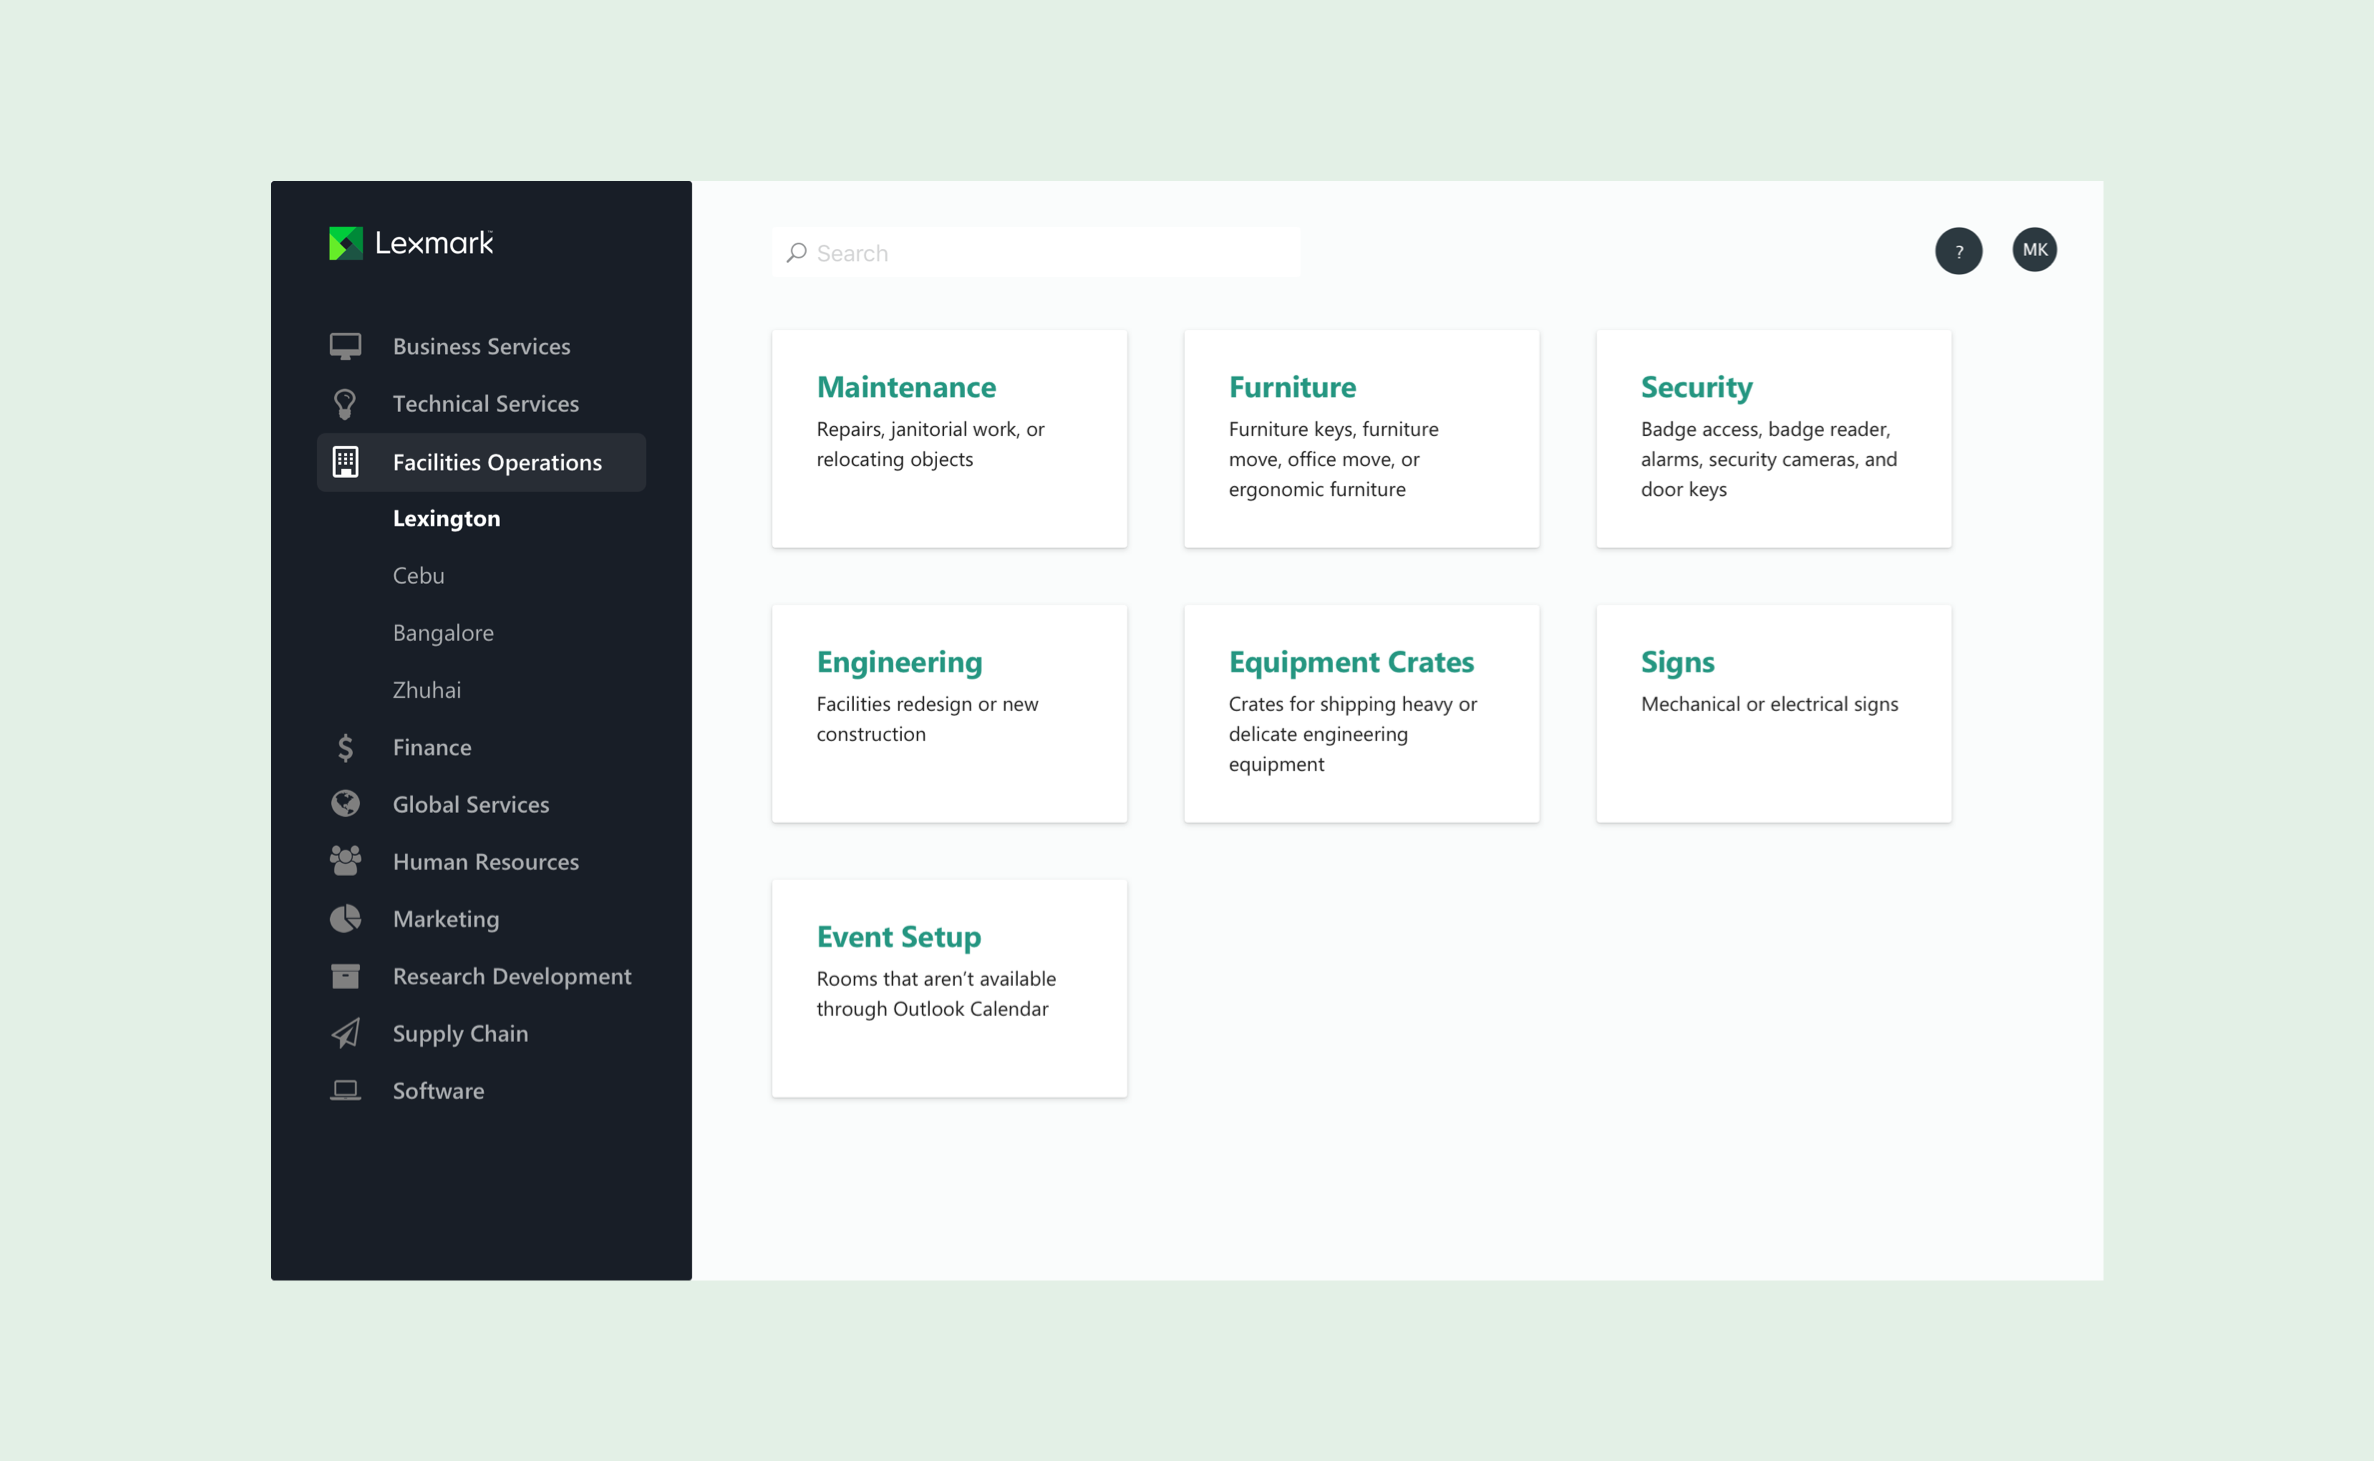 Lexmark™
Business Services
Technical Services
Facilities Operations
Lexington
Cebu
Bangalore
Zhuhai
Finance
Global Services
Human Resources
Marketing
Research Development
Supply Chain
Software
Search
?
MK
Maintenance
Repairs, janitorial work, or
relocating objects
Furniture
Furniture keys, furniture
move, office move, or
ergonomic furniture
Security
Badge access, badge reader,
alarms, security cameras, and
door keys
Engineering
Facilities redesign or new
construction
Equipment Crates
Crates for shipping heavy or
delicate engineering
equipment
Signs
Mechanical or electrical signs
Event Setup
Rooms that aren’t available
through Outlook Calendar